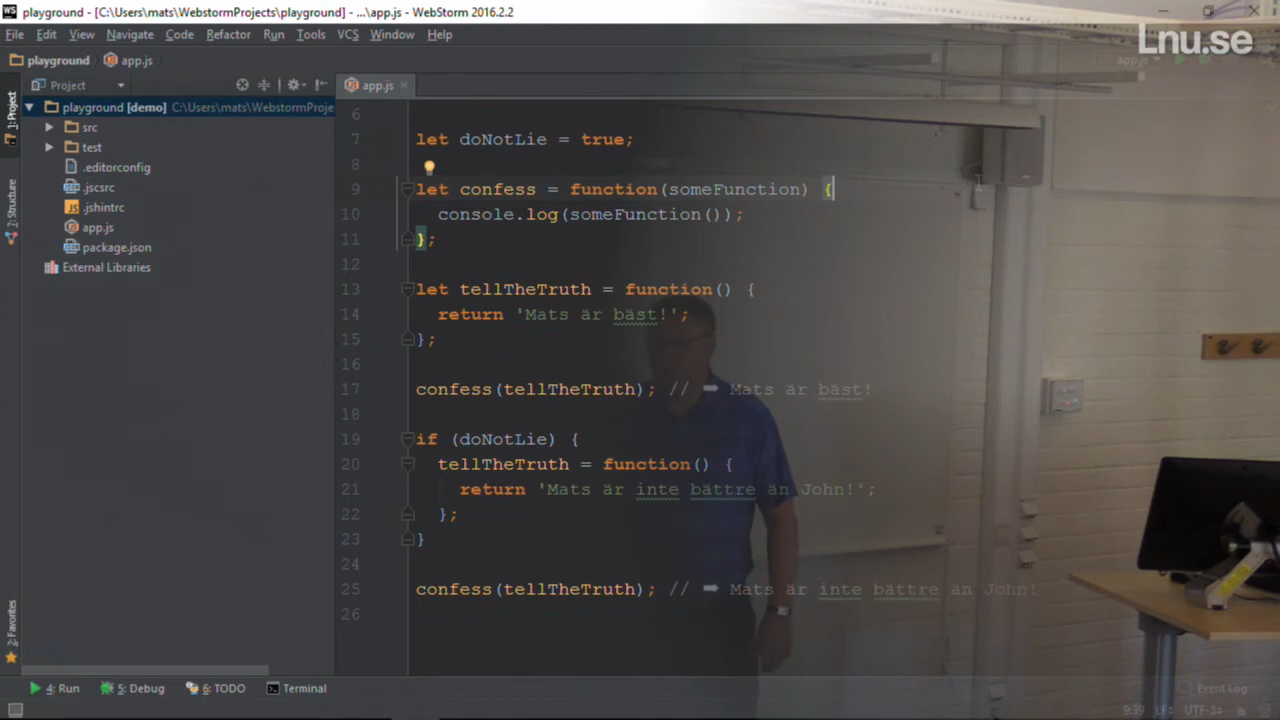 playground - [C:\Users\mats\WebstormProjects\playground] - ...\app.js - WebStorm 2016.2.2
File Edit View Navigate Code Refactor Run Tools VCS Window Help
Lnu.se
playground app.js
app.js
Project
app.js
1: Project
playground [demo] C:\Users\mats\WebstormProje
src
test
.editorconfig
.jscsrc
.jshintrc
app.js
package.json
External Libraries
7: Structure
2: Favorites
6
7 let doNotLie = true;
8
9 let confess = function(someFunction) {
10 console.log(someFunction());
11 };
12
13 let tellTheTruth = function() {
14 return 'Mats är bäst!';
15 };
16
17 confess(tellTheTruth); // ➡ Mats är bäst!
18
19 if (doNotLie) {
20 tellTheTruth = function() {
21 return 'Mats är inte bättre än John!';
22 };
23 }
24
25 confess(tellTheTruth); // ➡ Mats är inte bättre än John!
26
4: Run 5: Debug 6: TODO Terminal Event Log
9:39 LF: UTF-8: